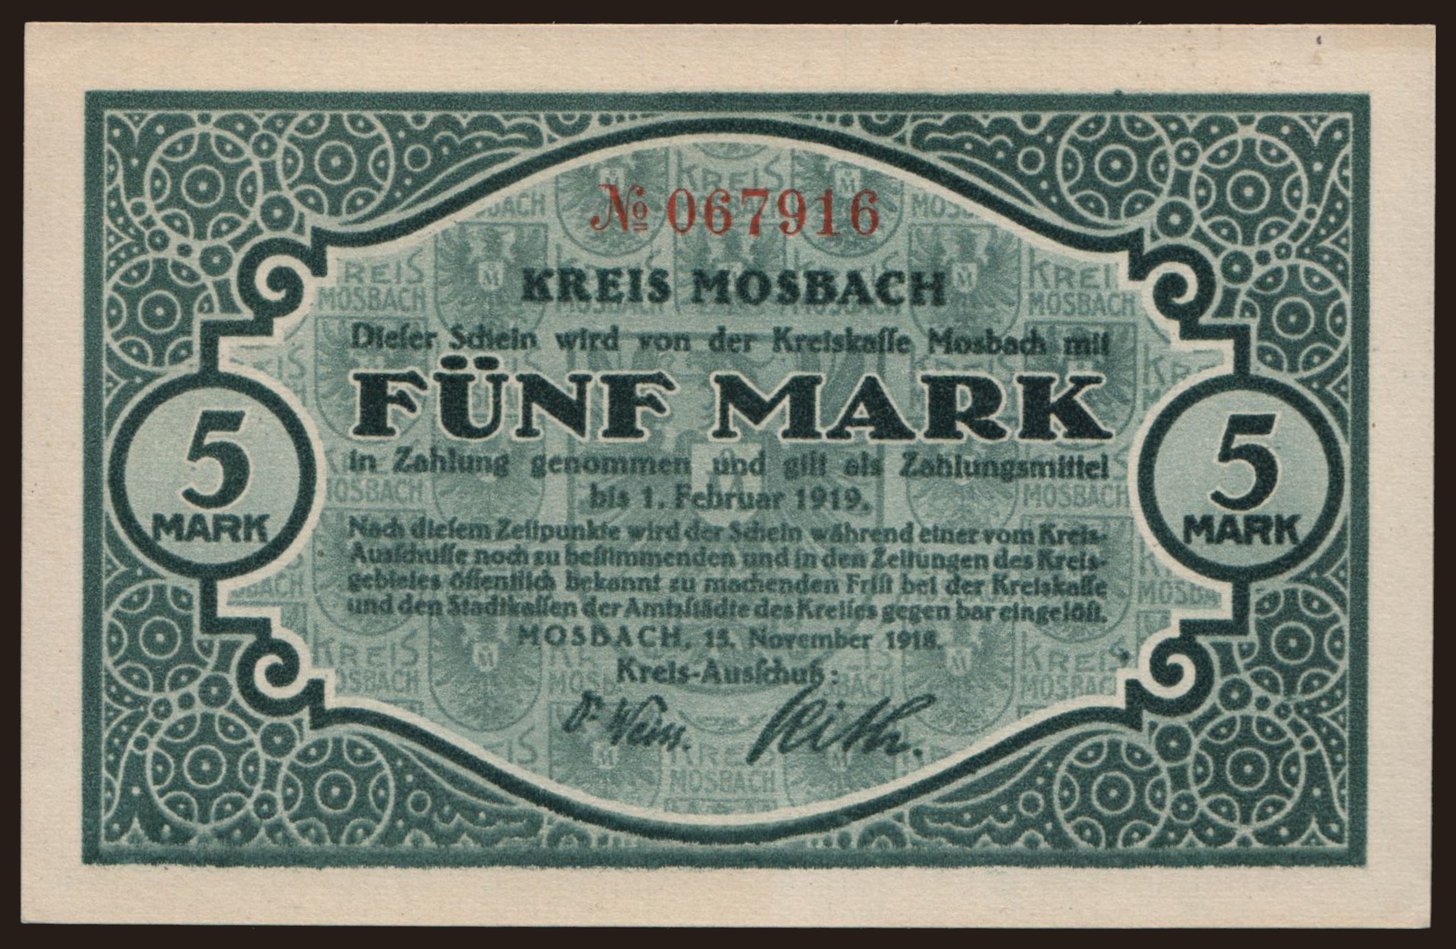 № 067916
KREIS MOSBACH
Dieſer Schein wird von der Kreiskaſſe Mosbach mit
FÜNF MARK
in Zahlung genommen und gilt als Zahlungsmittel
bis 1. Februar 1919.
Nach dieſem Zeitpunkte wird der Schein während einer vom Kreis-
Ausſchuſſe noch zu beſtimmenden und in den Zeitungen des Kreis-
gebietes öffentlich bekannt zu machenden Friſt bei der Kreiskaſſe
und den Stadtkaſſen der Amtsſtädte des Kreiſes gegen bar eingelöſt.
MOSBACH, 15. November 1918.
Kreis-Ausſchuß:
Dr
5
MARK
5
MARK
KREIS
MOSBACH